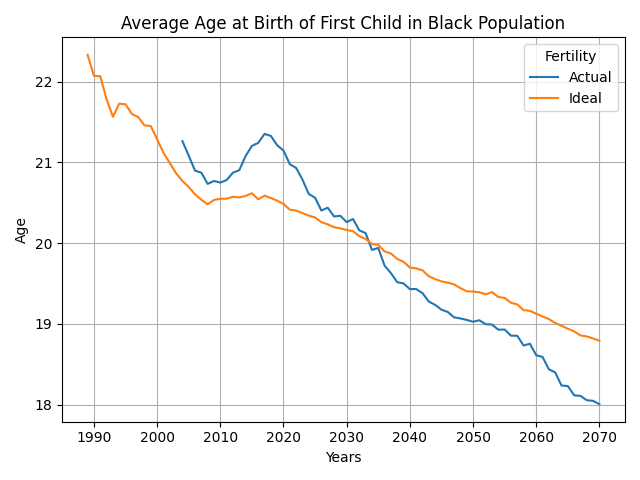 Average Age at Birth of First Child in Black Population
Fertility
Actual
Ideal
Age
22
21
20
19
18
1990 2000 2010 2020 2030 2040 2050 2060 2070
Years